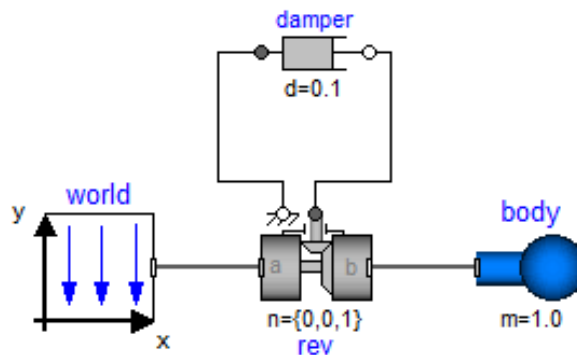 damper
d=0.1
world
y
x
a
b
n={0,0,1}
rev
body
m=1.0